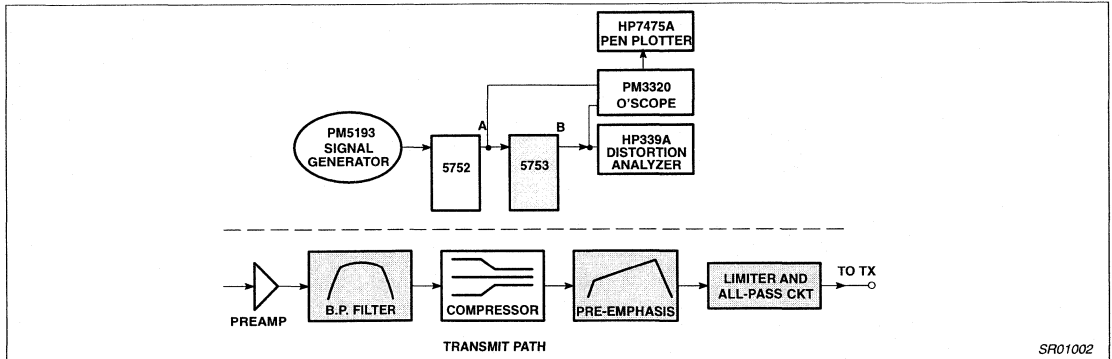 HP7475A
PEN PLOTTER
PM3320
O'SCOPE
PM5193
SIGNAL
GENERATOR
A
B
5752
5753
HP339A
DISTORTION
ANALYZER
PREAMP
B.P. FILTER
COMPRESSOR
PRE-EMPHASIS
LIMITER AND
ALL-PASS CKT
TO TX
TRANSMIT PATH
SR01002